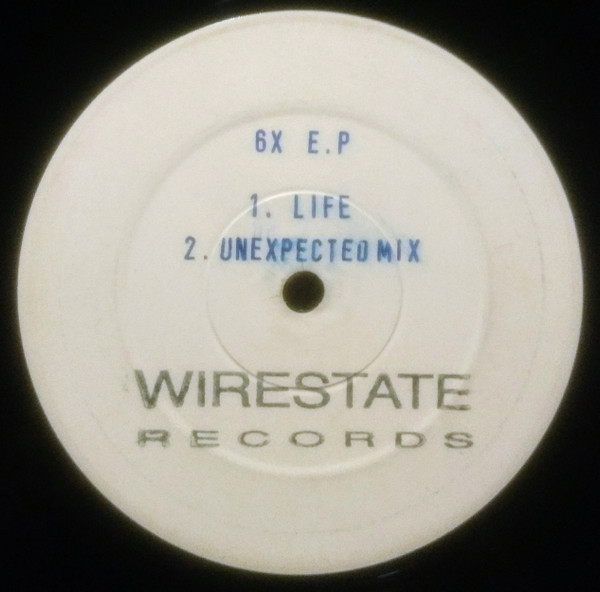 6X E.P
1. LIFE
2. UNEXPECTED MIX
WIRESTATE
RECORDS